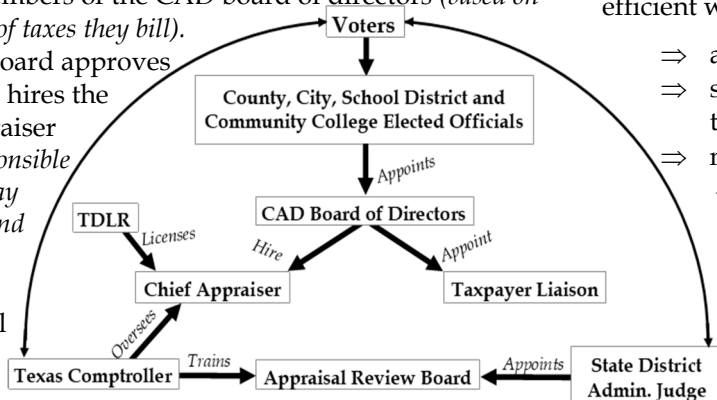 mbers of the CAD board of directors (based on
of taxes they bill).
oard approves
hires the
raiser
onsible
ay
nd
l
efficient w
⇒ a
⇒ s
t
⇒ r
Voters
County, City, School District and
Community College Elected Officials
Appoints
CAD Board of Directors
TDLR
Licenses
Hire
Appoint
Chief Appraiser
Taxpayer Liaison
Oversees
Texas Comptroller
Trains
Appraisal Review Board
Appoints
State District
Admin. Judge